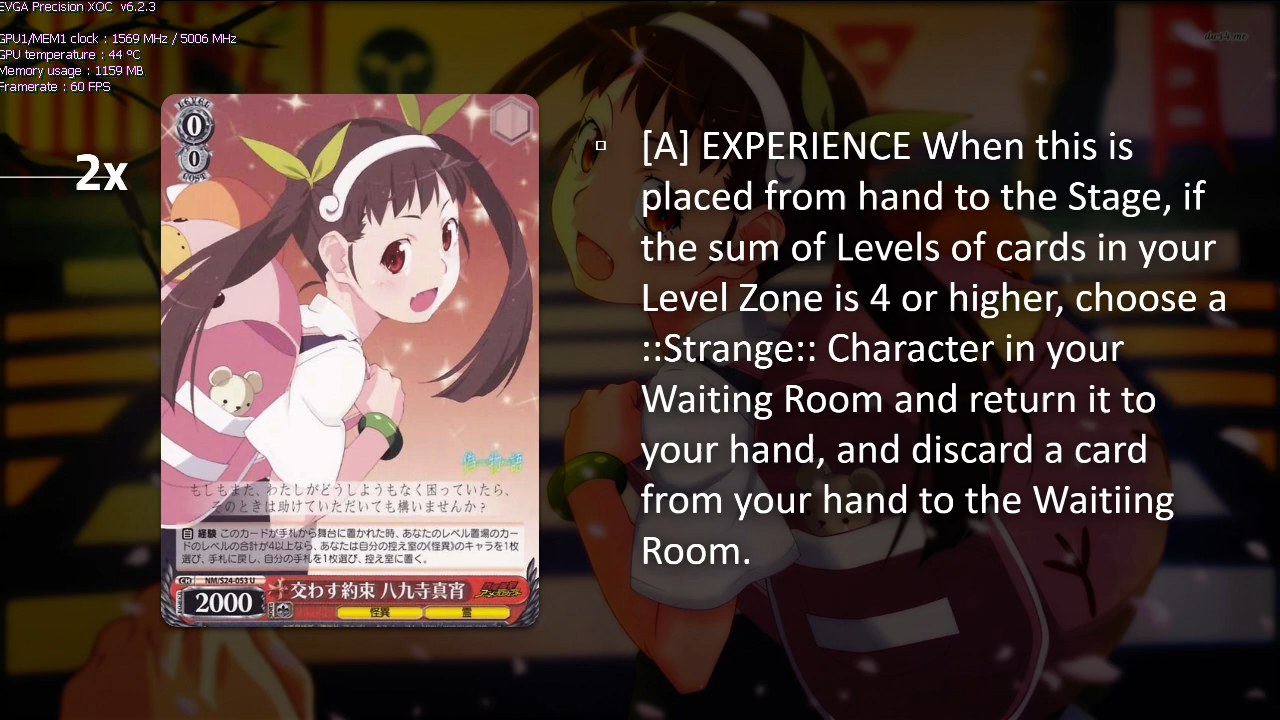 EVGA Precision XOC v6.2.3
GPU1/MEM1 clock : 1569 MHz / 5006 MHz
GPU temperature : 44 ºC
Memory usage : 1159 MB
Framerate : 60 FPS
2x
LEVEL
0
0
COST
もしもまた、わたしがどうしようもなく困っていたら、
そのときは助けていただいても構いませんか？
経験 このカードが手札から舞台に置かれた時、あなたのレベル置場のカー
ドのレベルの合計が4以上なら、あなたは自分の控え室の《怪異》のキャラを1枚
選び、手札に戻し、自分の手札を1枚選び、控え室に置く。
CH NM/S24-053 U
2000
交わす約束 八九寺真宵
怪異 霊
[A] EXPERIENCE When this is
placed from hand to the Stage, if
the sum of Levels of cards in your
Level Zone is 4 or higher, choose a
::Strange:: Character in your
Waiting Room and return it to
your hand, and discard a card
from your hand to the Waitiing
Room.